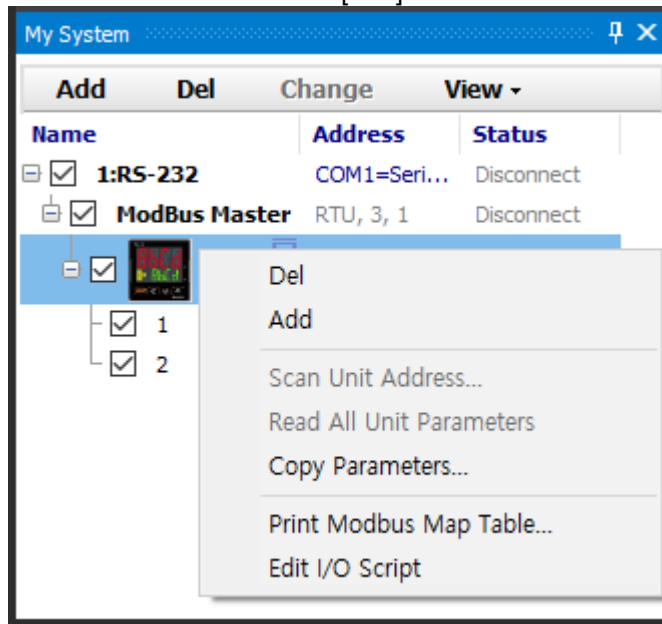 My System
Add Del Change View
Name Address Status
1:RS-232 COM1=Seri... Disconnect
ModBus Master RTU, 3, 1 Disconnect
Del
Add
1
2
Scan Unit Address...
Read All Unit Parameters
Copy Parameters...
Print Modbus Map Table...
Edit I/O Script